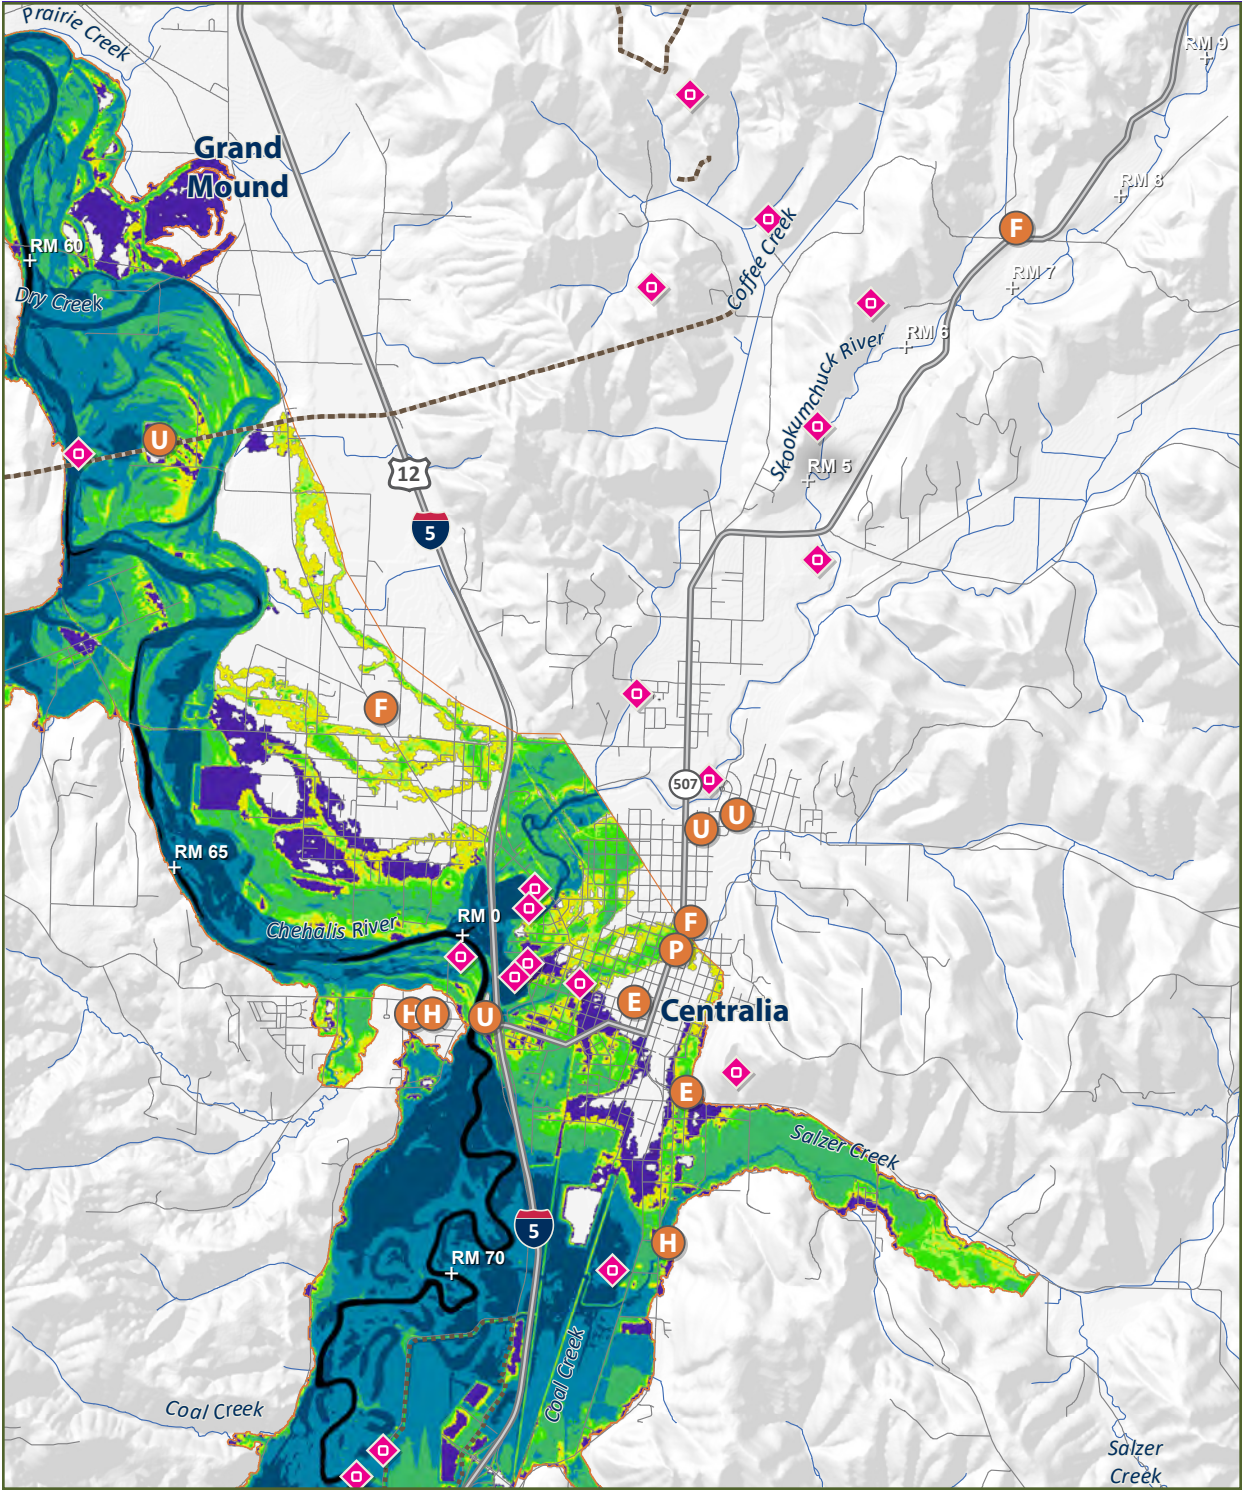 Prairie Creek
RM 9
Grand
Mound
RM 8
Coffee Creek
F
RM 60
RM 7
Dry Creek
RM 6
Skookumchuck River
U
RM 5
12
5
F
507
U
U
RM 65
RM 0
Chehalis River
F
P
E
Centralia
H
H
U
E
Salzer Creek
5
H
RM 70
Coal Creek
Coal Creek
Salzer
Creek